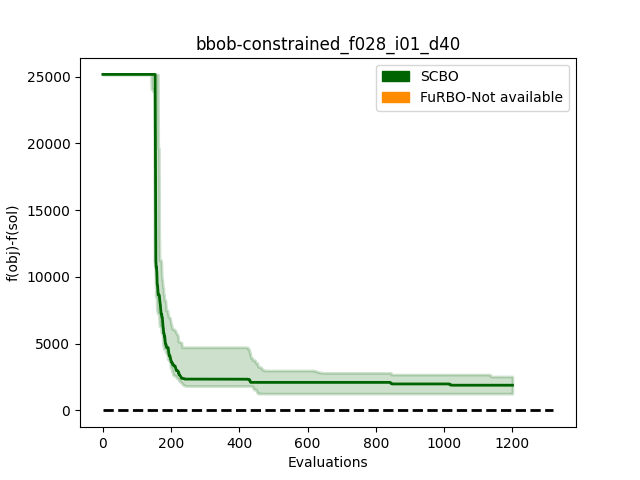 bbob-constrained_f028_i01_d40
SCBO
FuRBO-Not available
f(obj)-f(sol)
25000
20000
15000
10000
5000
0
0 200 400 600 800 1000 1200
Evaluations